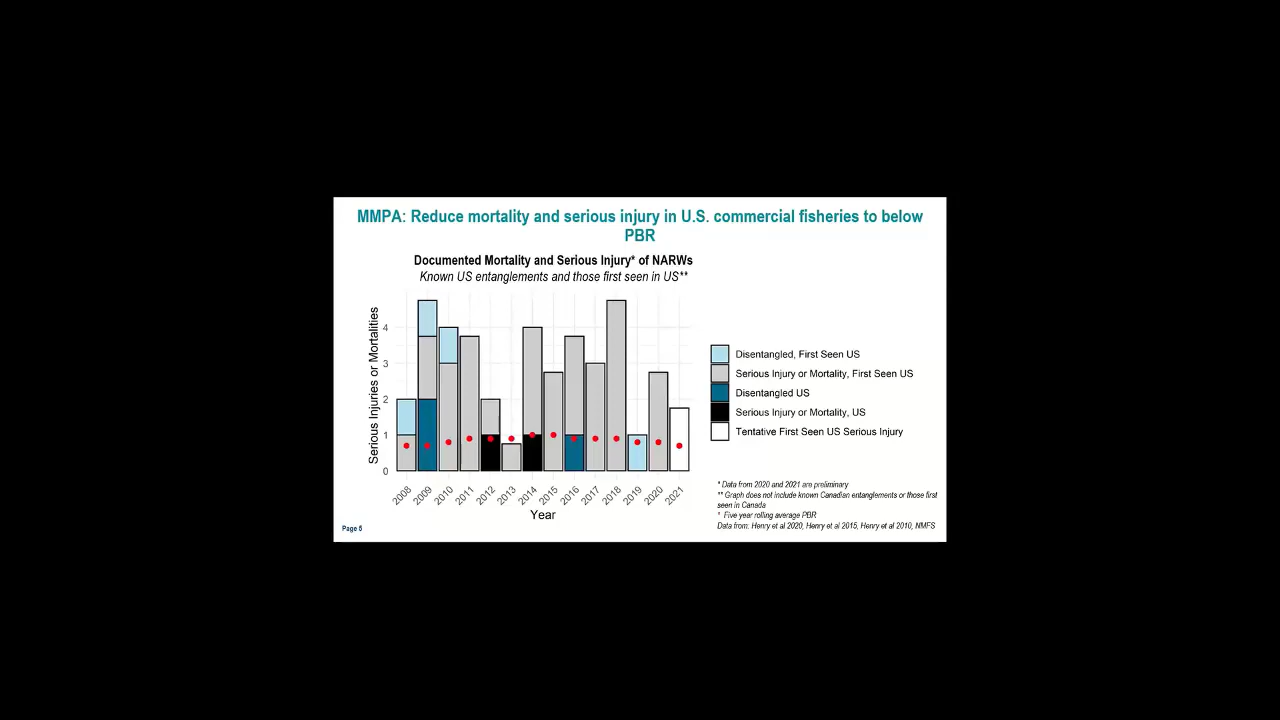 MMPA: Reduce mortality and serious injury in U.S. commercial fisheries to below
PBR
Documented Mortality and Serious Injury* of NARWs
Known US entanglements and those first seen in US**
Serious Injuries or Mortalities
4
3
2
1
0
2008
2009
2010
2011
2012
2013
2014
2015
2016
2017
2018
2019
2020
2021
Year
Disentangled, First Seen US
Serious Injury or Mortality, First Seen US
Disentangled US
Serious Injury or Mortality, US
Tentative First Seen US Serious Injury
* Data from 2020 and 2021 are preliminary
** Graph does not include known Canadian entanglements or those first
seen in Canada
Five year rolling average PBR
Data from: Henry et al 2020, Henry et al 2015, Henry et al 2010, NMFS
Page 5